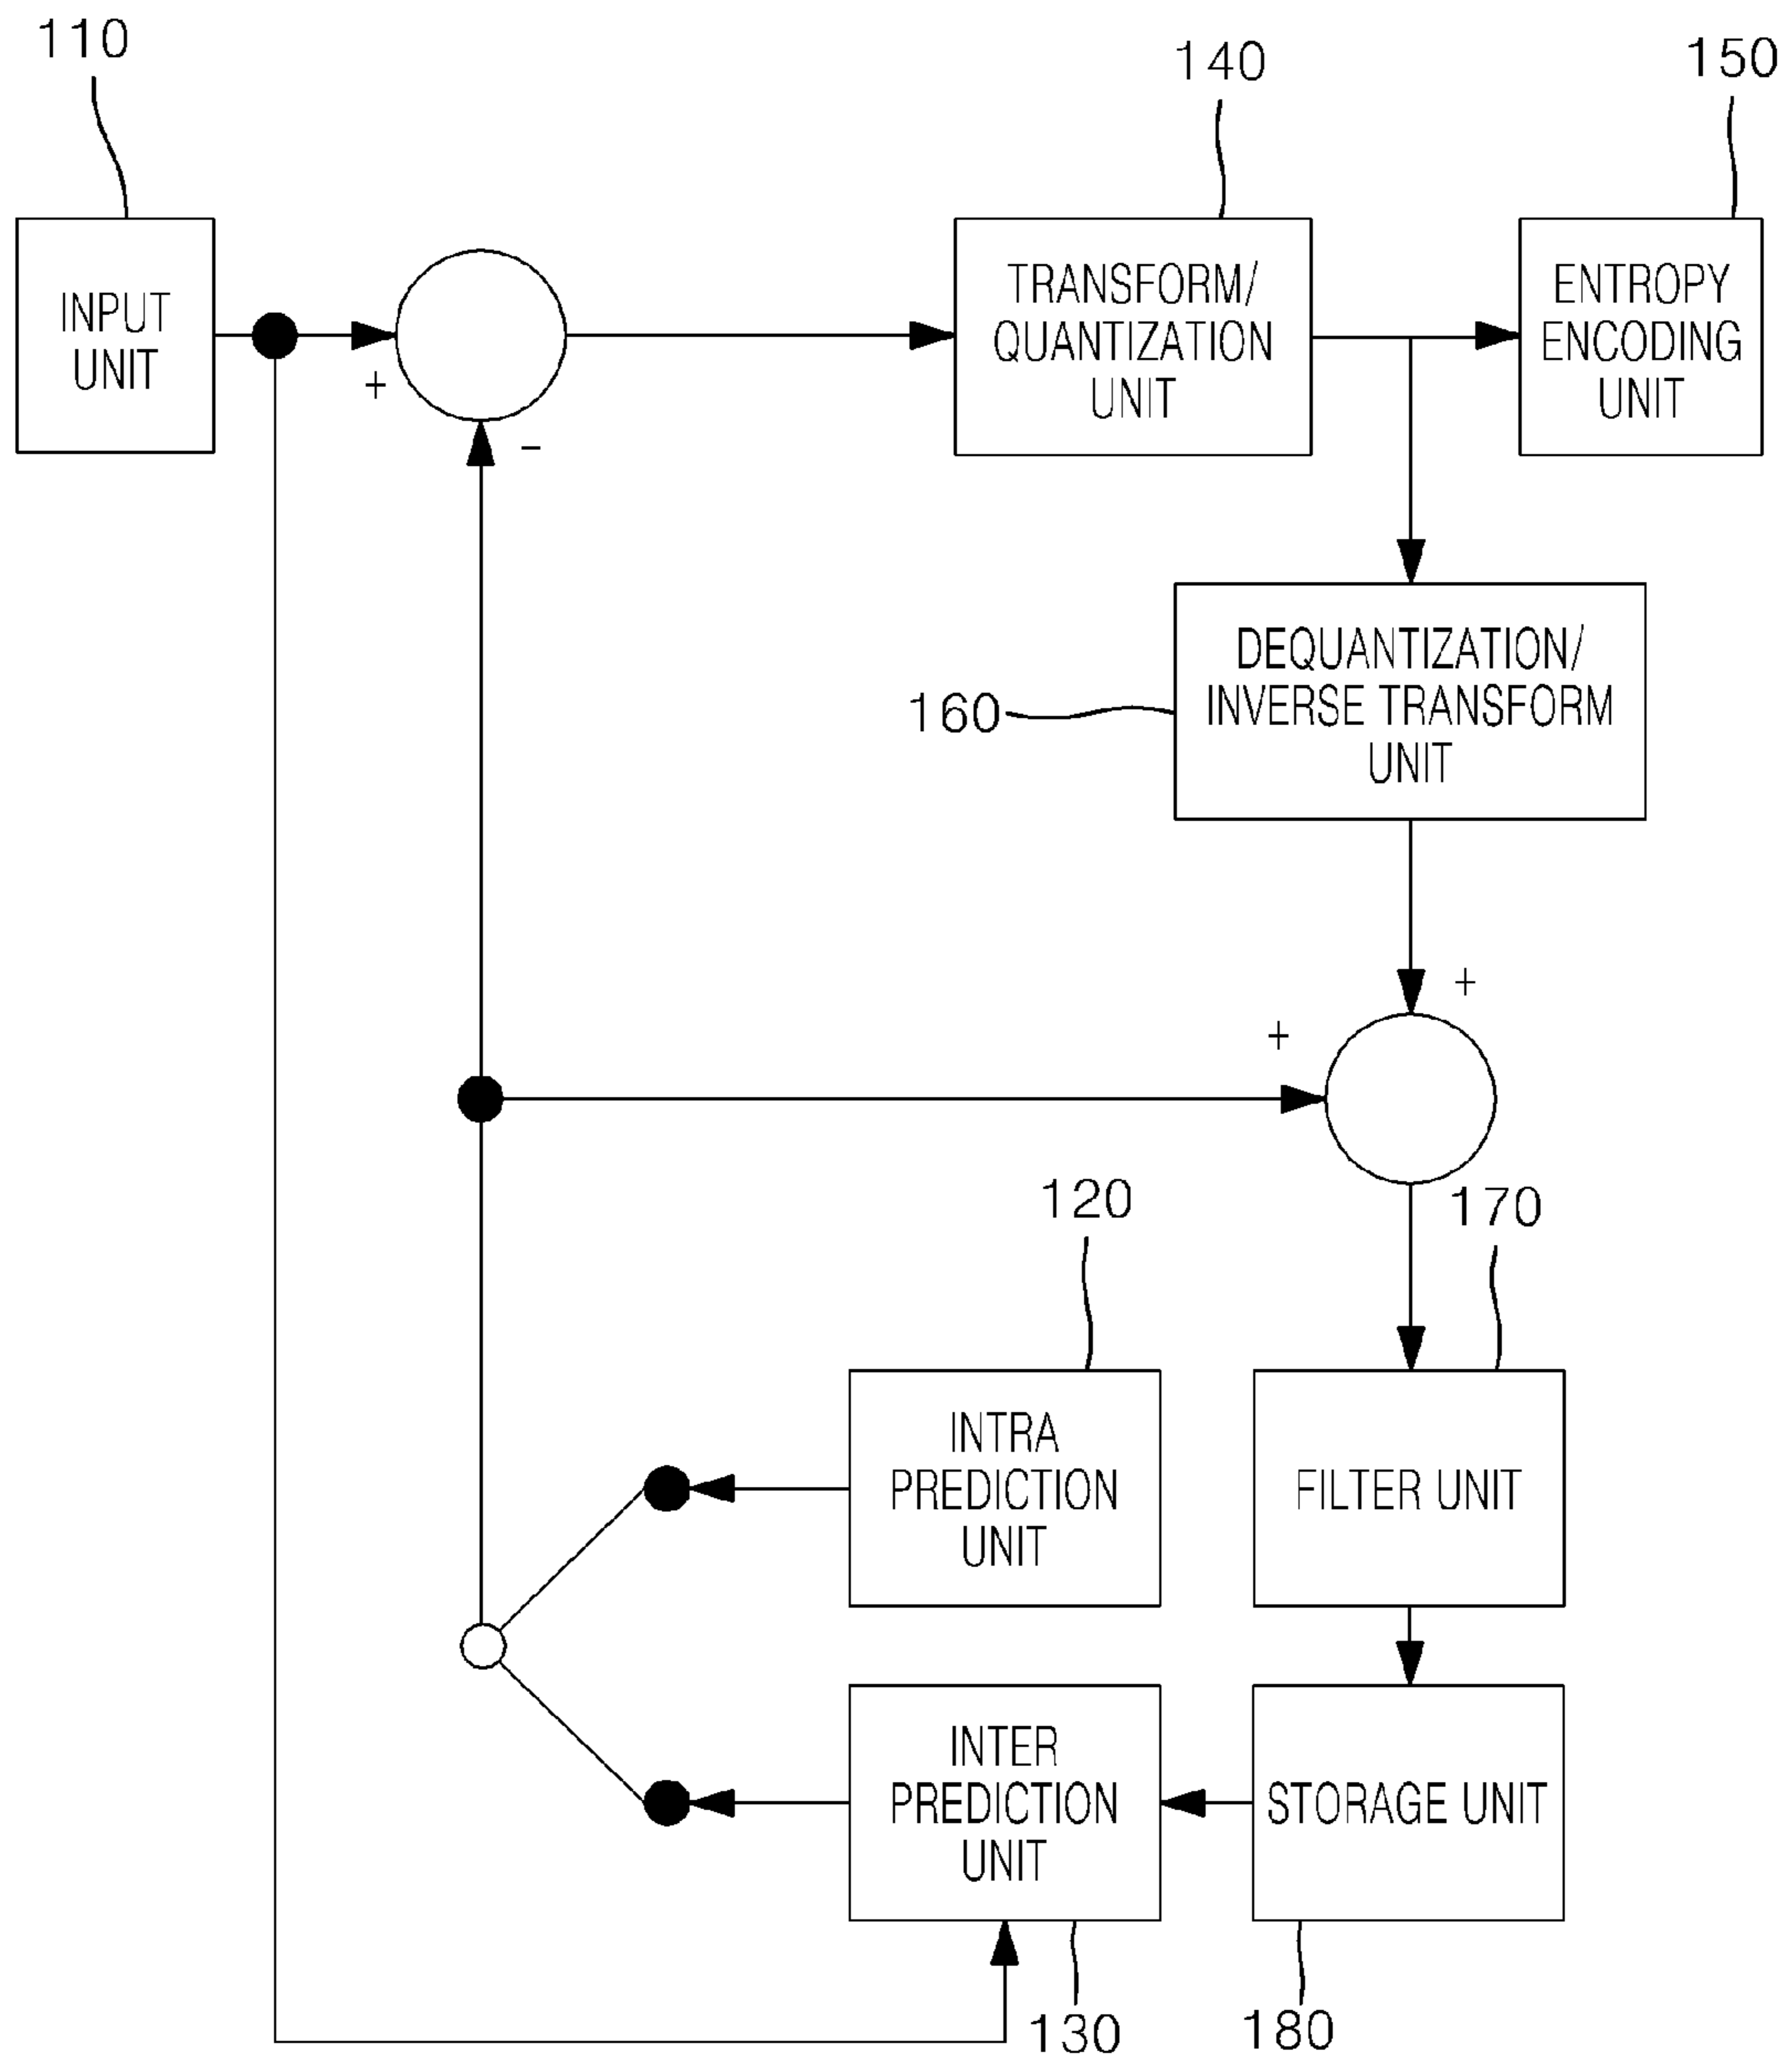 110
140
150
INPUT
UNIT
TRANSFORM/
QUANTIZATION
UNIT
ENTROPY
ENCODING
UNIT
+
-
160
DEQUANTIZATION/
INVERSE TRANSFORM
UNIT
+
+
120
170
INTRA
PREDICTION
UNIT
FILTER UNIT
INTER
PREDICTION
UNIT
STORAGE UNIT
130
180